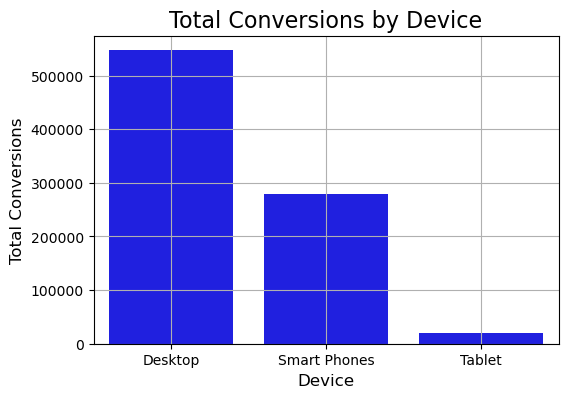 Total Conversions by Device
Total Conversions
500000
400000
300000
200000
100000
0
Desktop
Smart Phones
Tablet
Device